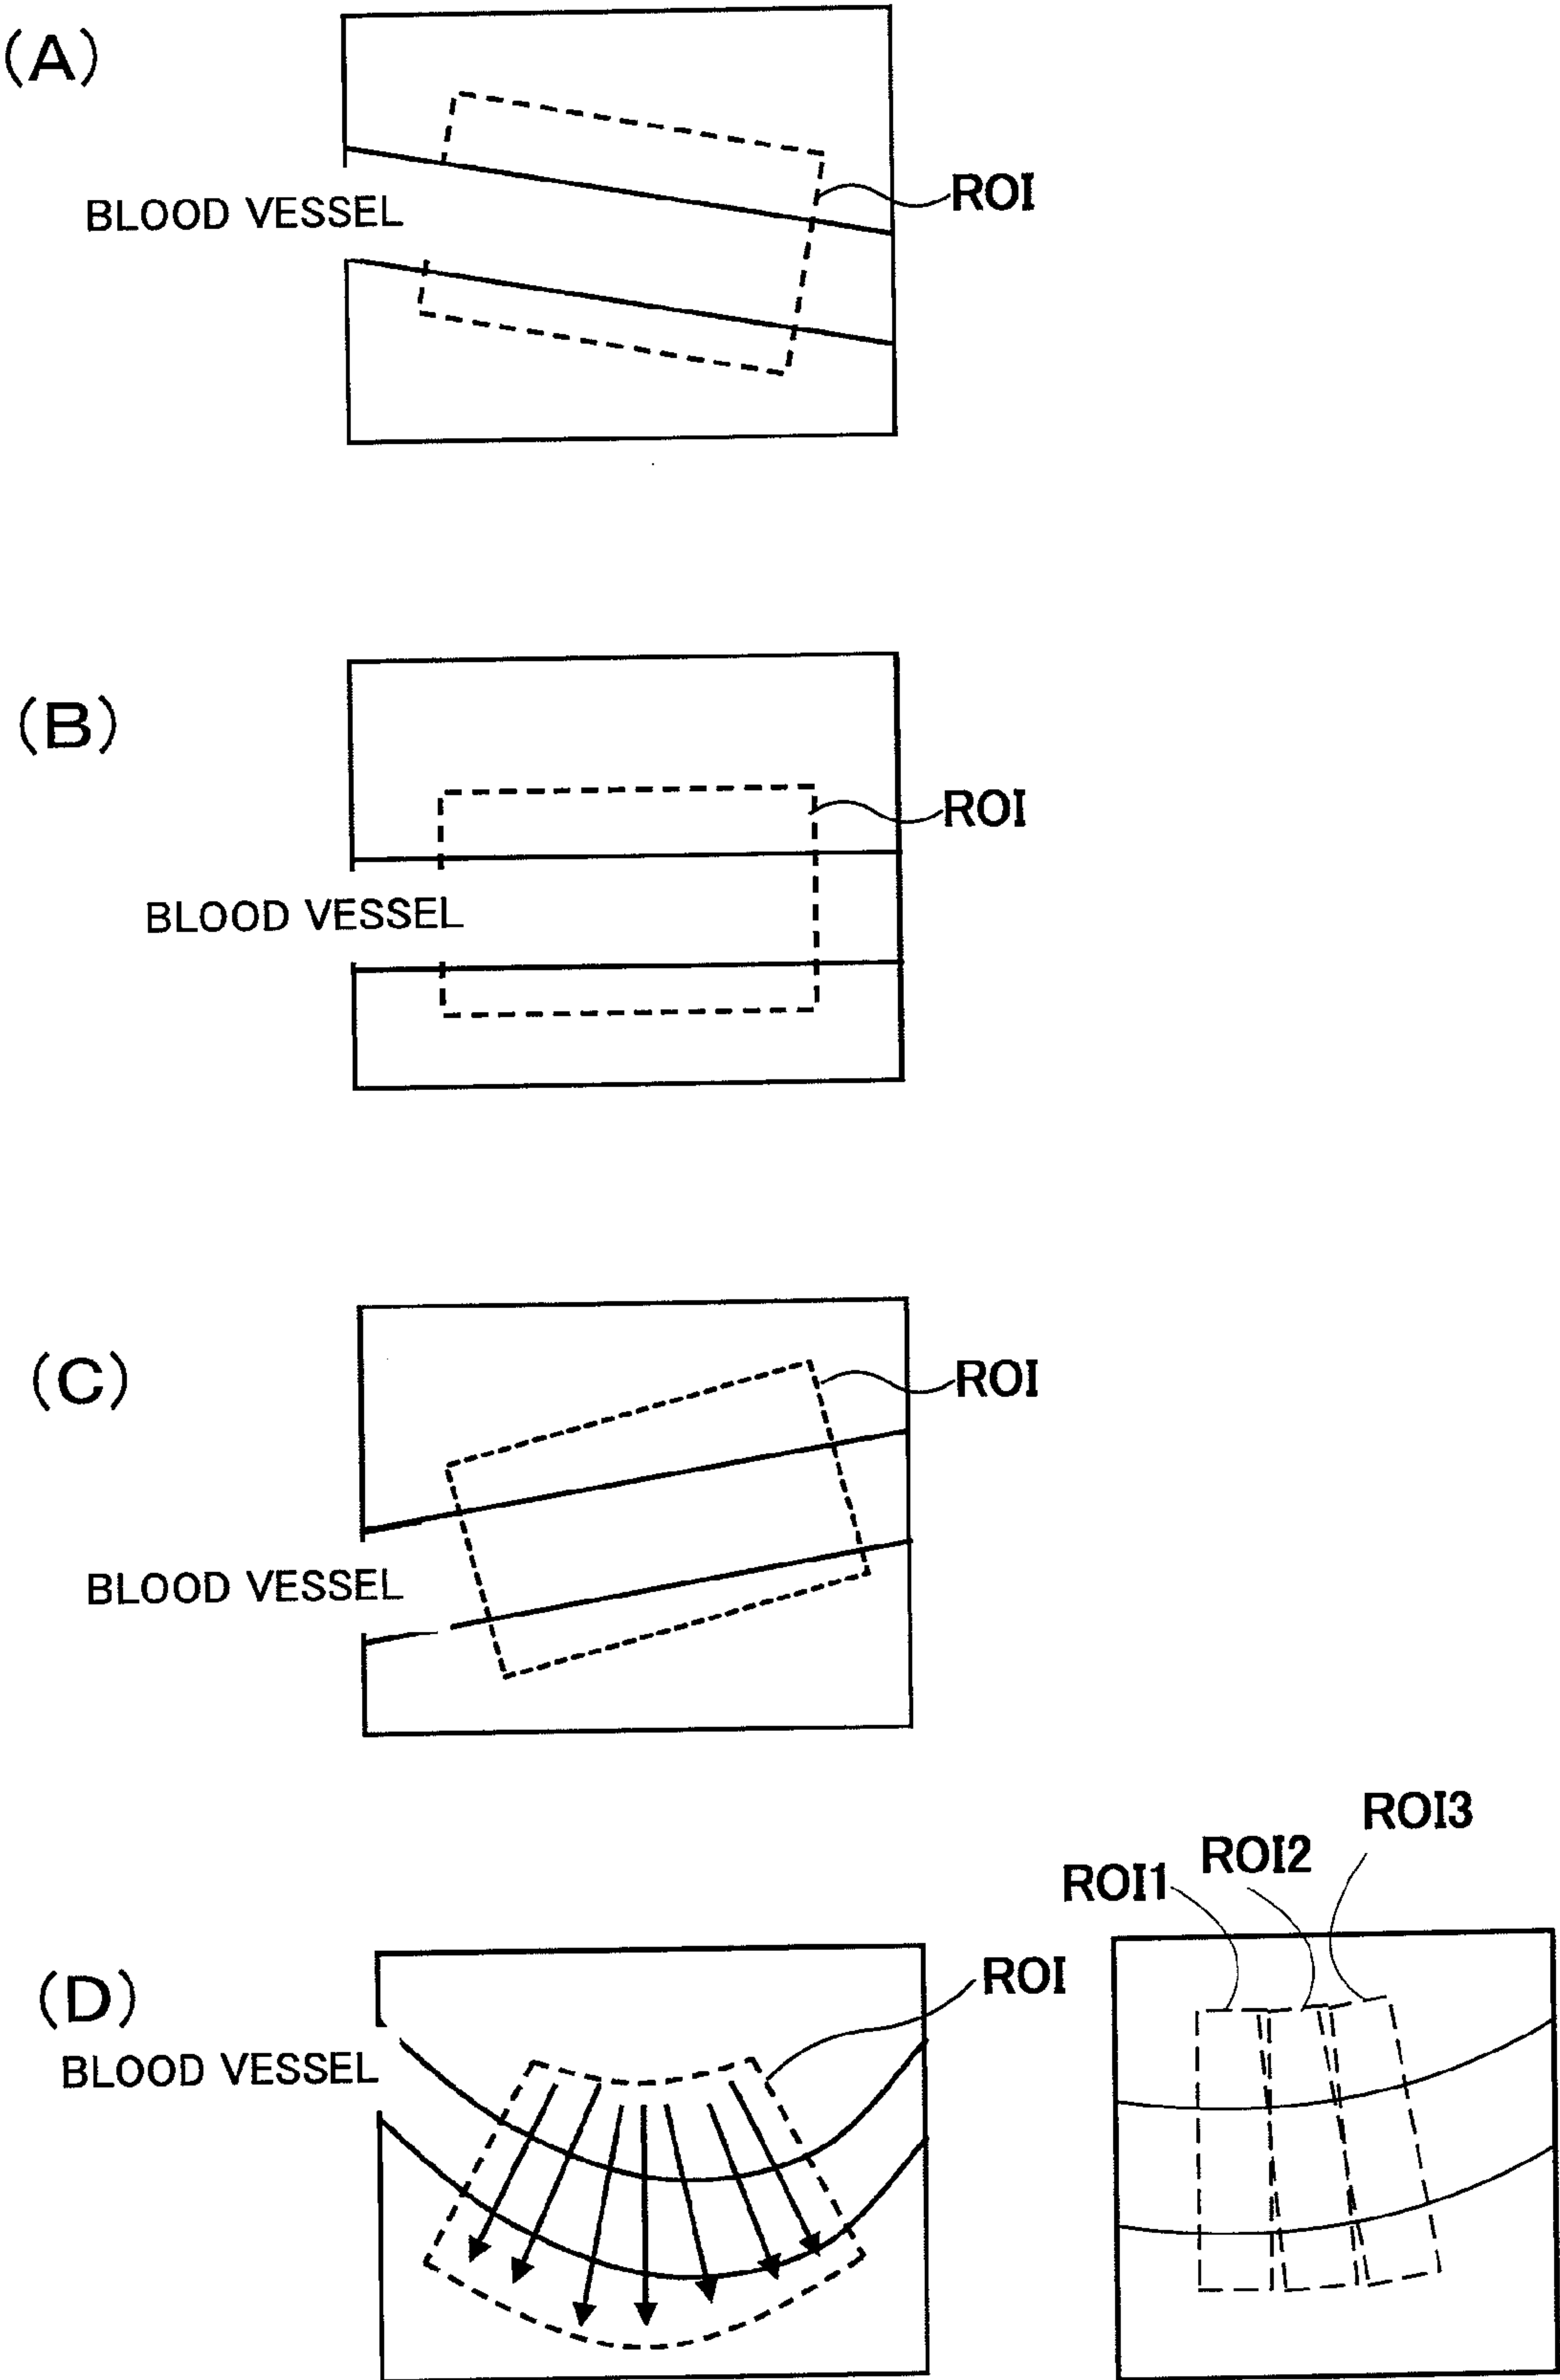 (A)
ROI
BLOOD VESSEL
(B)
ROI
BLOOD VESSEL
(C)
ROI
BLOOD VESSEL
ROI3
ROI2
ROI1
(D)
ROI
BLOOD VESSEL